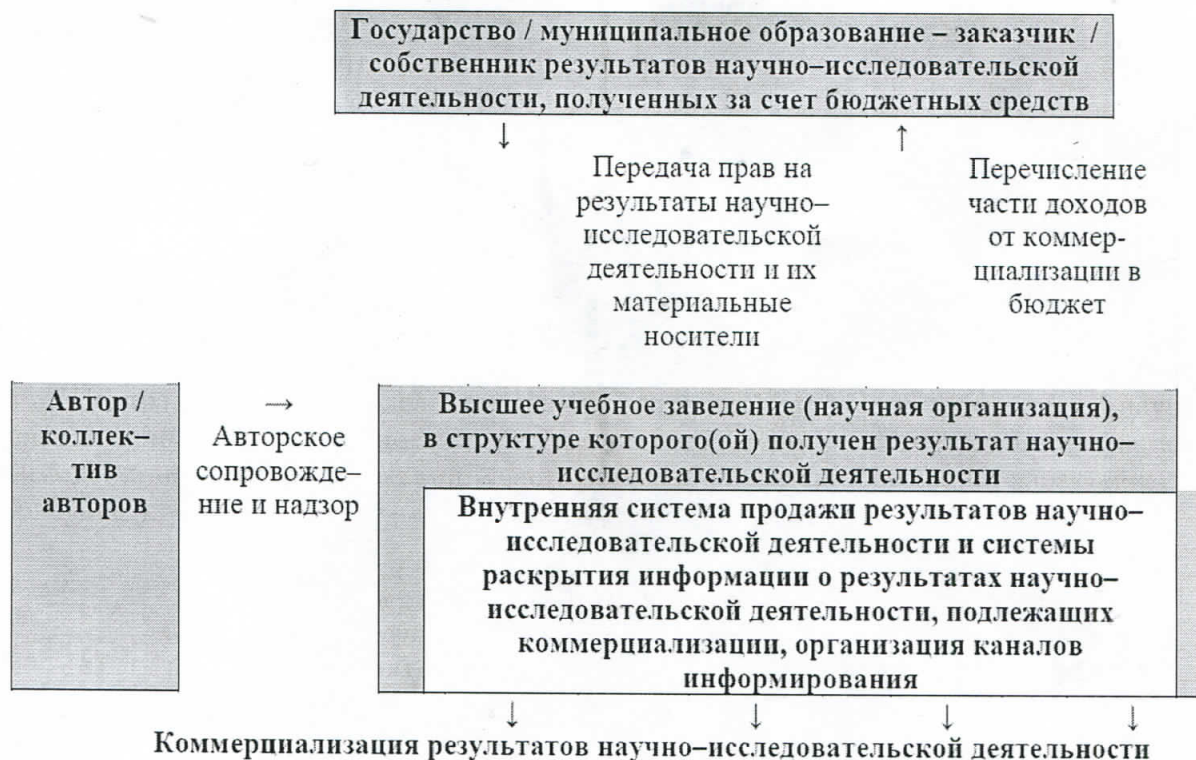 Государство / муниципальное образование – заказчик /
собственник результатов научно–исследовательской
деятельности, полученных за счет бюджетных средств
↓ ↑
Передача прав на
результаты научно–
исследовательской
деятельности и их
материальные
носители
Перечисление
части доходов
от коммер-
циализации в
бюджет
Автор /
коллек–
тив
авторов
→
Авторское
сопровожде–
ние и надзор
Высшее учебное заведение (научная организация),
в структуре которого(ой) получен результат научно–
исследовательской деятельности
Внутренняя система продажи результатов научно–
исследовательской деятельности и системы
раскрытия информации о результатах научно–
исследовательской деятельности, подлежащих
коммерциализации, организация каналов
информирования
↓ ↓ ↓ ↓
Коммерциализация результатов научно–исследовательской деятельности